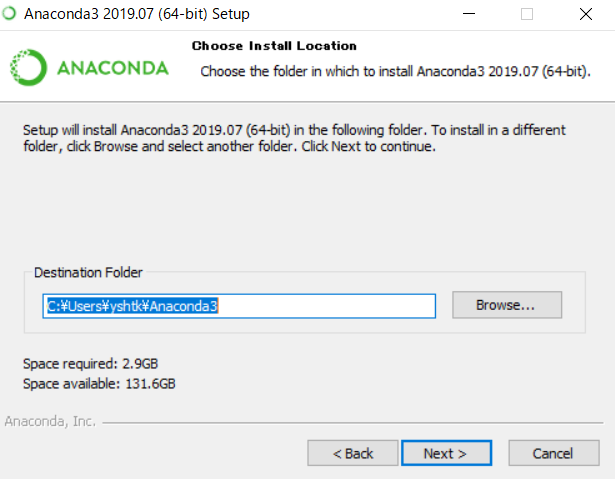 Anaconda3 2019.07 (64-bit) Setup
Choose Install Location
ANACONDA
Choose the folder in which to install Anaconda3 2019.07 (64-bit).
Setup will install Anaconda3 2019.07 (64-bit) in the following folder. To install in a different
folder, click Browse and select another folder. Click Next to continue.
Destination Folder
C:¥Users¥yshtk¥Anaconda3
Browse...
Space required: 2.9GB
Space available: 131.6GB
Anaconda, Inc.
< Back
Next >
Cancel